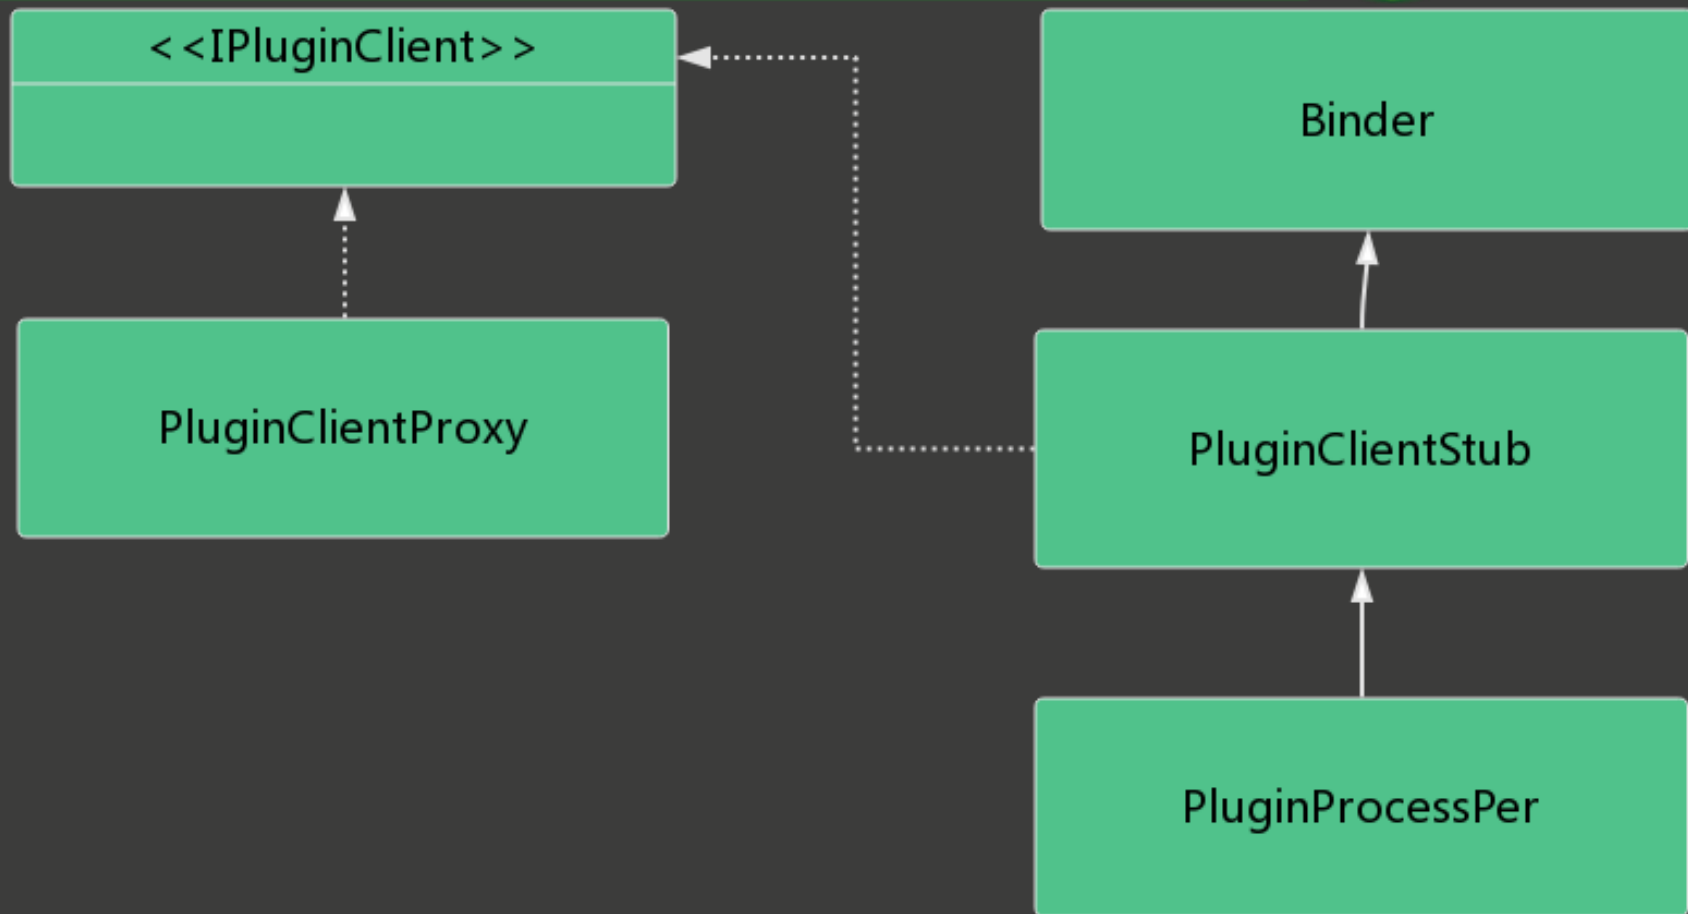 <<IPluginClient>>
Binder
PluginClientProxy
PluginClientStub
PluginProcessPer